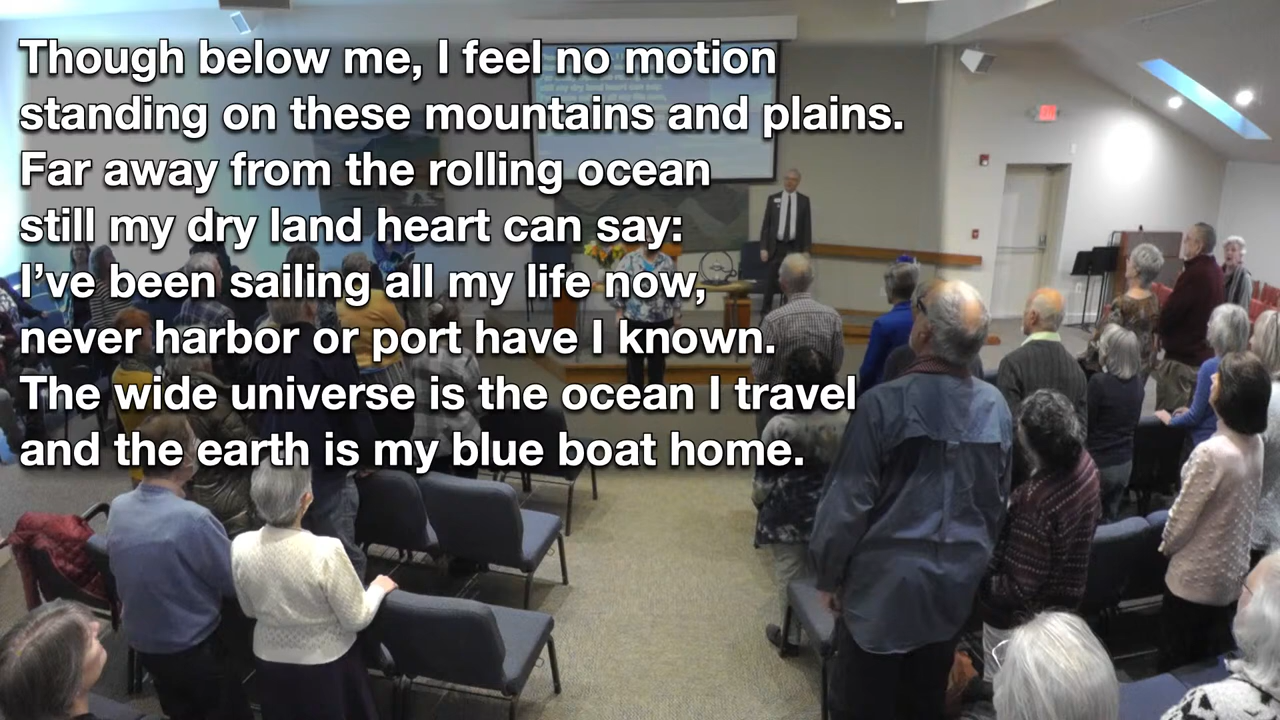 Though below me, I feel no motion
standing on these mountains and plains.
Far away from the rolling ocean
still my dry land heart can say:
I’ve been sailing all my life now,
never harbor or port have I known.
The wide universe is the ocean I travel
and the earth is my blue boat home.
EXIT